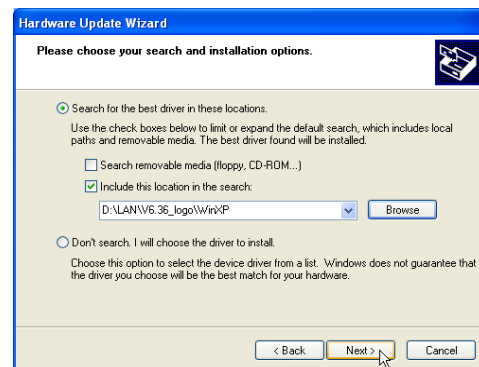 Hardware Update Wizard
Please choose your search and installation options.
Search for the best driver in these locations.
Use the check boxes below to limit or expand the default search, which includes local
paths and removable media. The best driver found will be installed.
Search removable media (floppy, CD-ROM...)
Include this location in the search:
D:\LAN\V6.36_logo\WinXP
Browse
Don't search. I will choose the driver to install.
Choose this option to select the device driver from a list. Windows does not guarantee that
the driver you choose will be the best match for your hardware.
< Back
Next >
Cancel